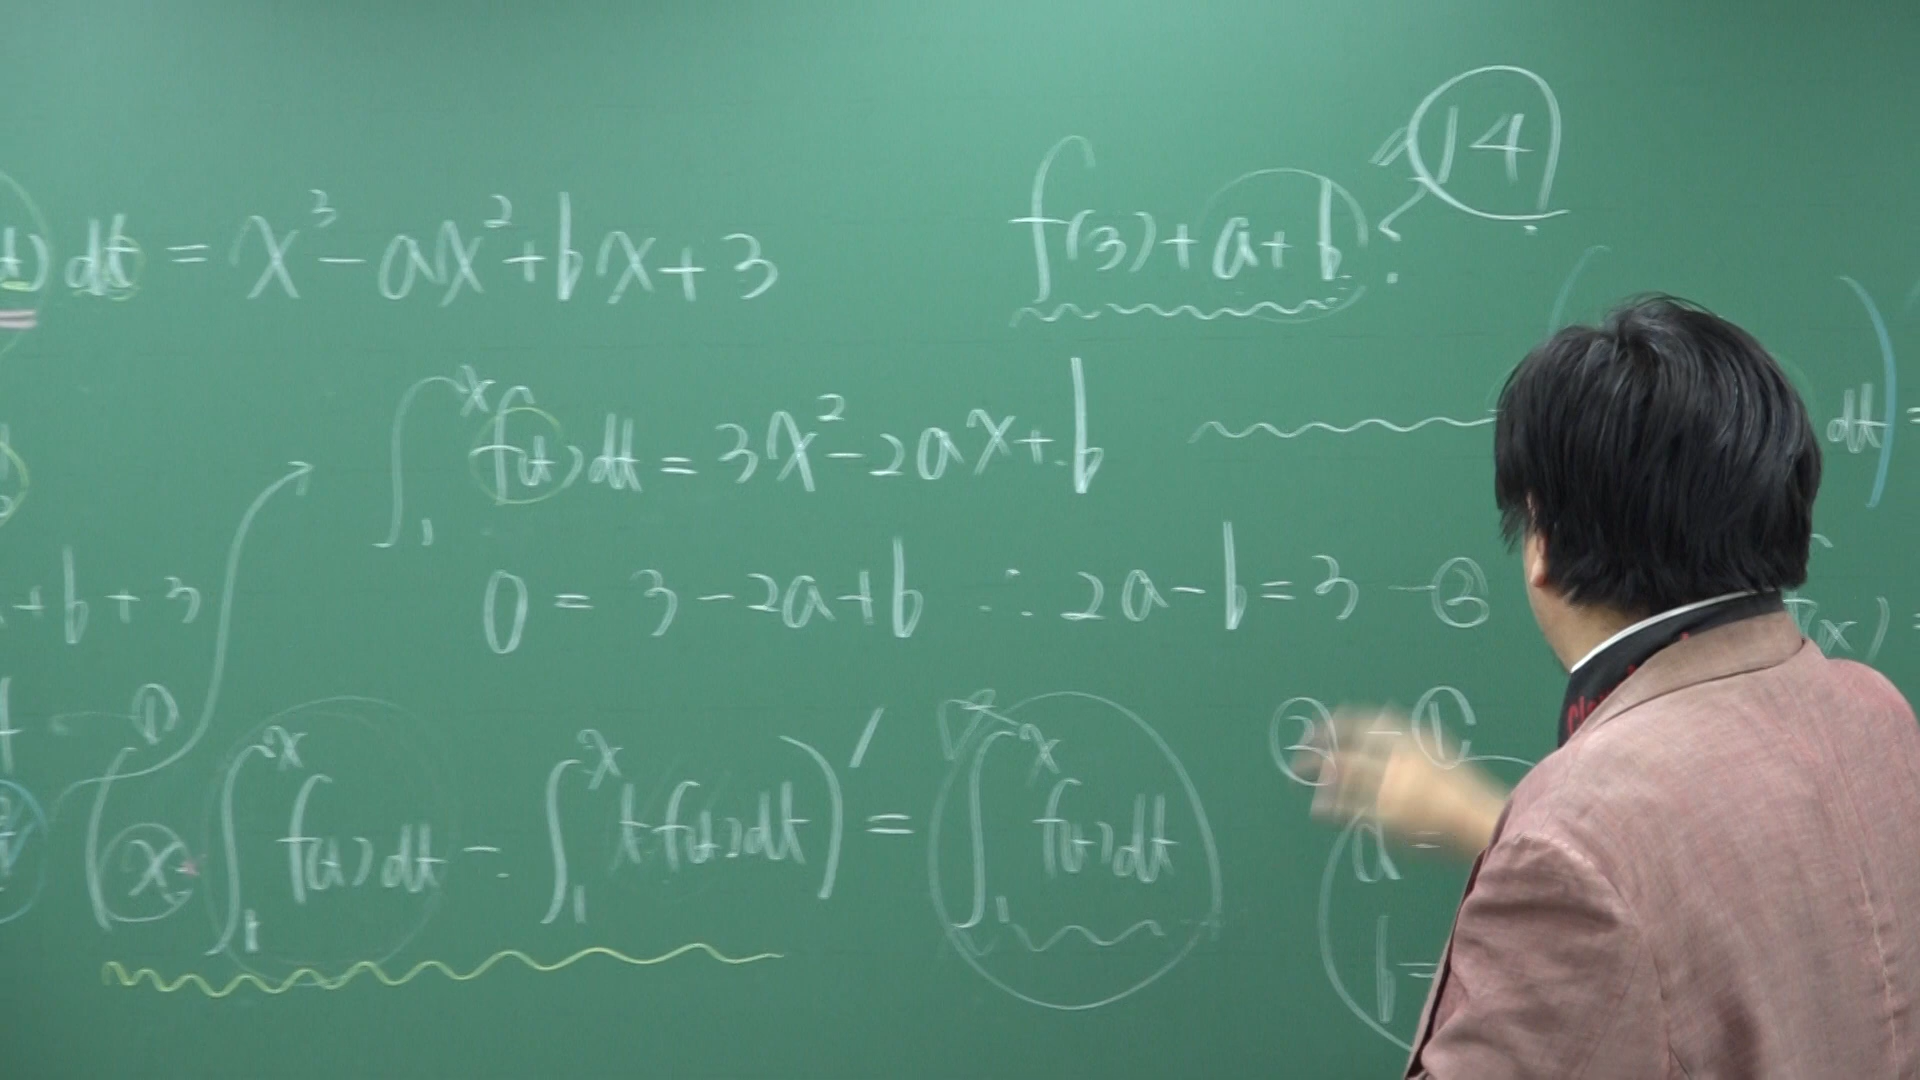 t) dt = x³ - ax² + bx + 3
f(3) + a + b
14
∫₁ˣ f(t)dt = 3x² - 2ax + b
dt) =
0 = 3 - 2a + b ∴ 2a - b = 3 - ②
+ b + 3
(x) =
①
(x ∫₁ˣ f(t)dt - ∫₁ˣ t f(t)dt)′ = ∫₁ˣ f(t)dt
② - ①
a =
b =